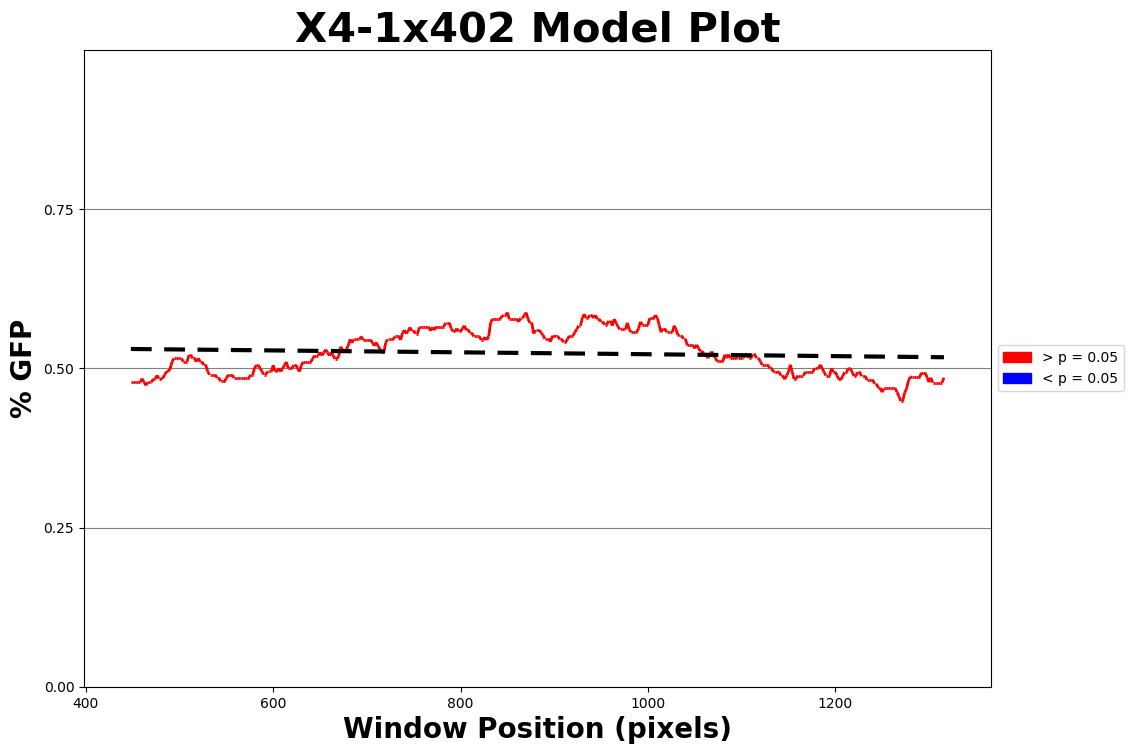 X4-1x402 Model Plot
% GFP
0.75
0.50
0.25
0.00
400 600 800 1000 1200
Window Position (pixels)
> p = 0.05
< p = 0.05